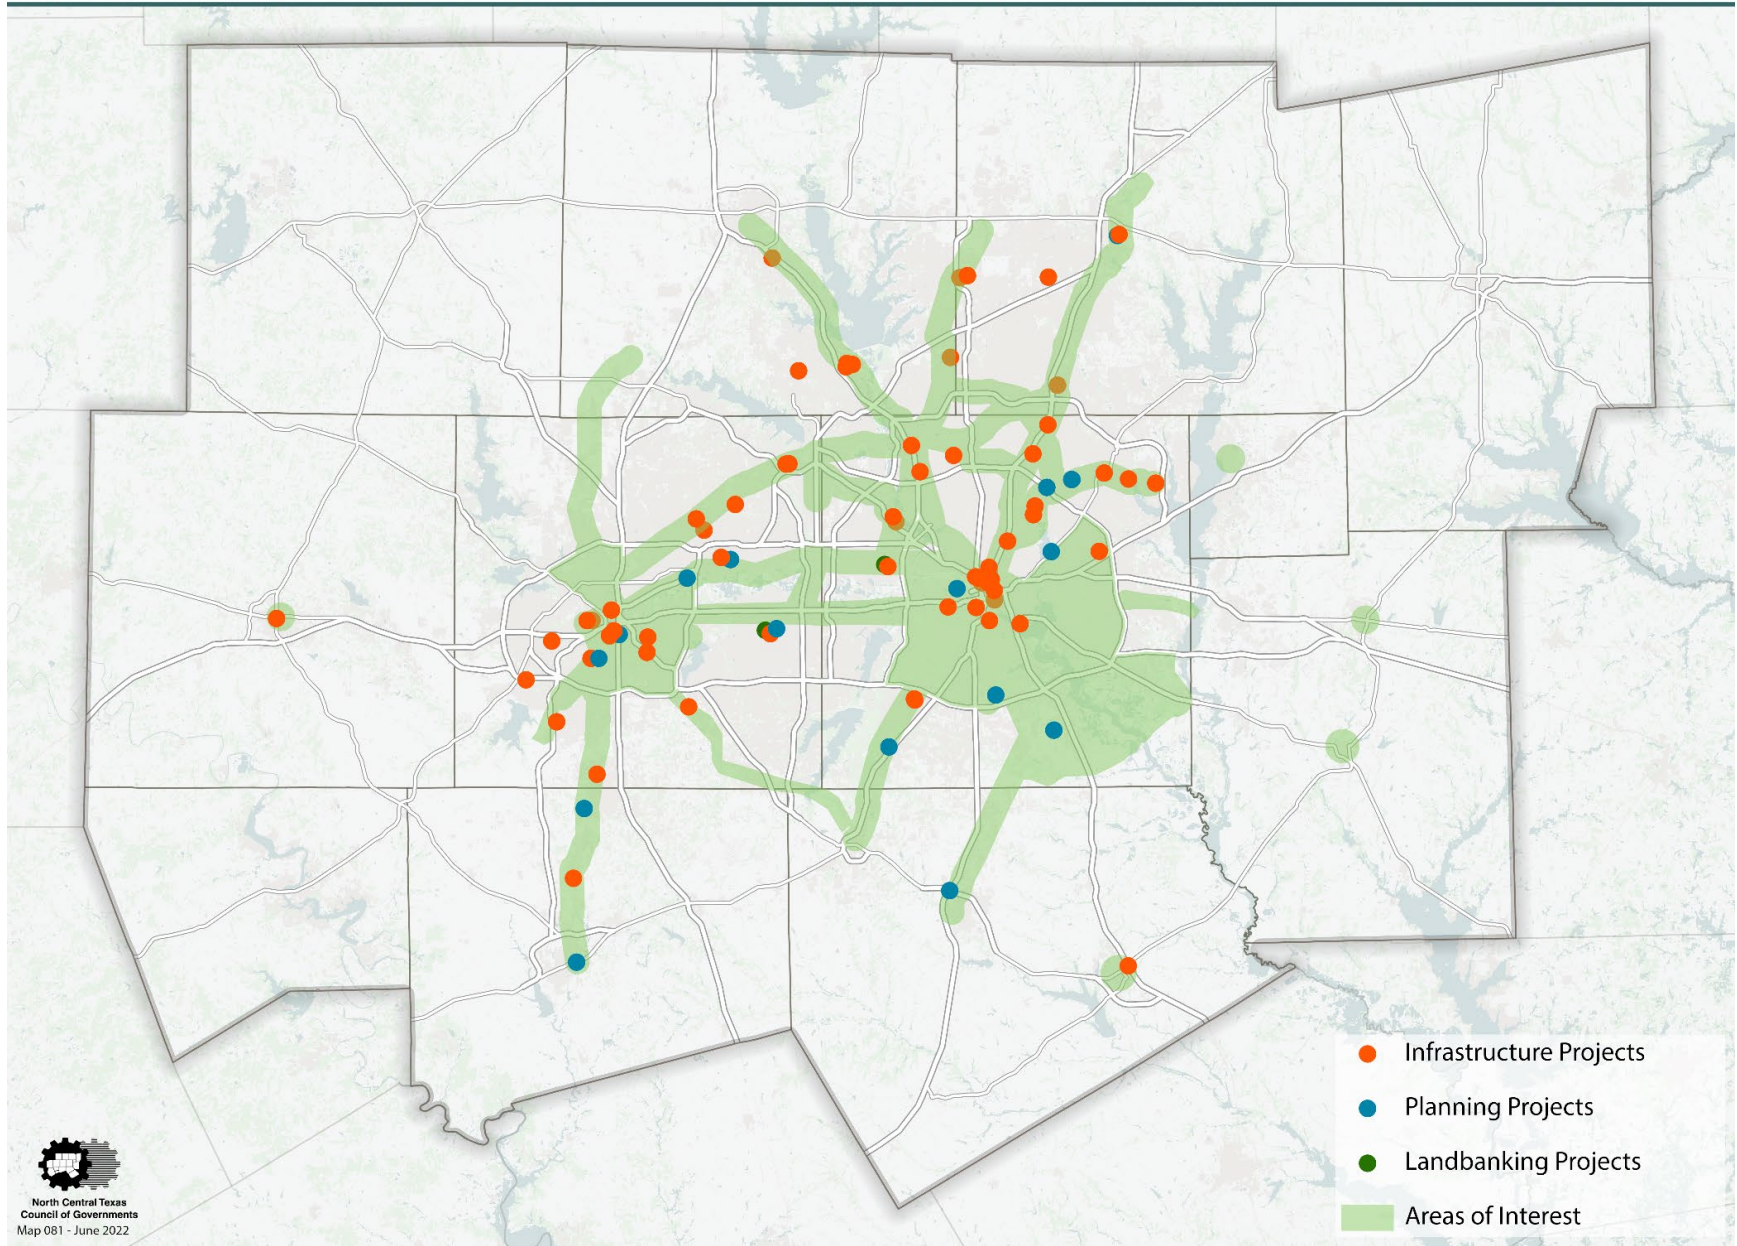 Infrastructure Projects
Planning Projects
Landbanking Projects
Areas of Interest
North Central Texas
Council of Governments
Map 081 - June 2022